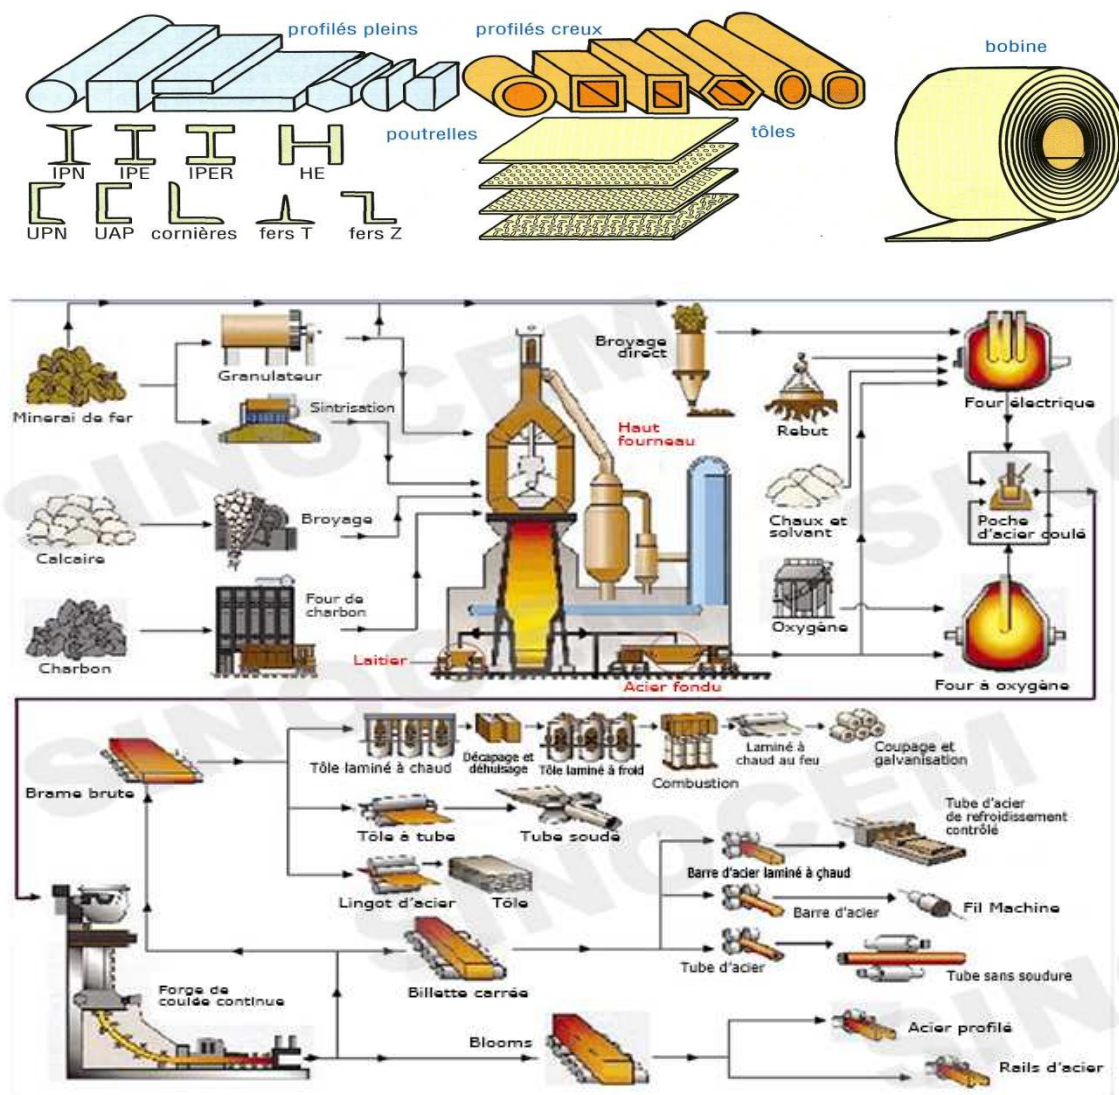 profilés pleins
profilés creux
bobine
poutrelles
tôles
IPN
IPE
IPER
HE
UPN
UAP
cornières
fers T
fers Z
SINOCEM
Minerai de fer
Granulateur
Sintrisation
Broyage
direct
Rebut
Four électrique
Haut
fourneau
Calcaire
Broyage
Chaux et
solvant
Poche
d'acier coulé
Charbon
Four de
charbon
Oxygène
Laitier
Acier fondu
Four à oxygène
SINOCEM
Brame brute
Tôle laminé à chaud
Décapage et
déhuisage
Tôle laminé à froid
Combustion
Laminé à
chaud au feu
Coupage et
galvanisation
Tôle à tube
Tube soudé
Tube d'acier
de refroidissement
contrôlé
Lingot d'acier
Tôle
Barre d'acier laminé à chaud
Barre d'acier
Fil Machine
Tube d'acier
Tube sans soudure
SINOCEM
Forge de
coulée continue
Billette carrée
Blooms
Acier profilé
Rails d'acier